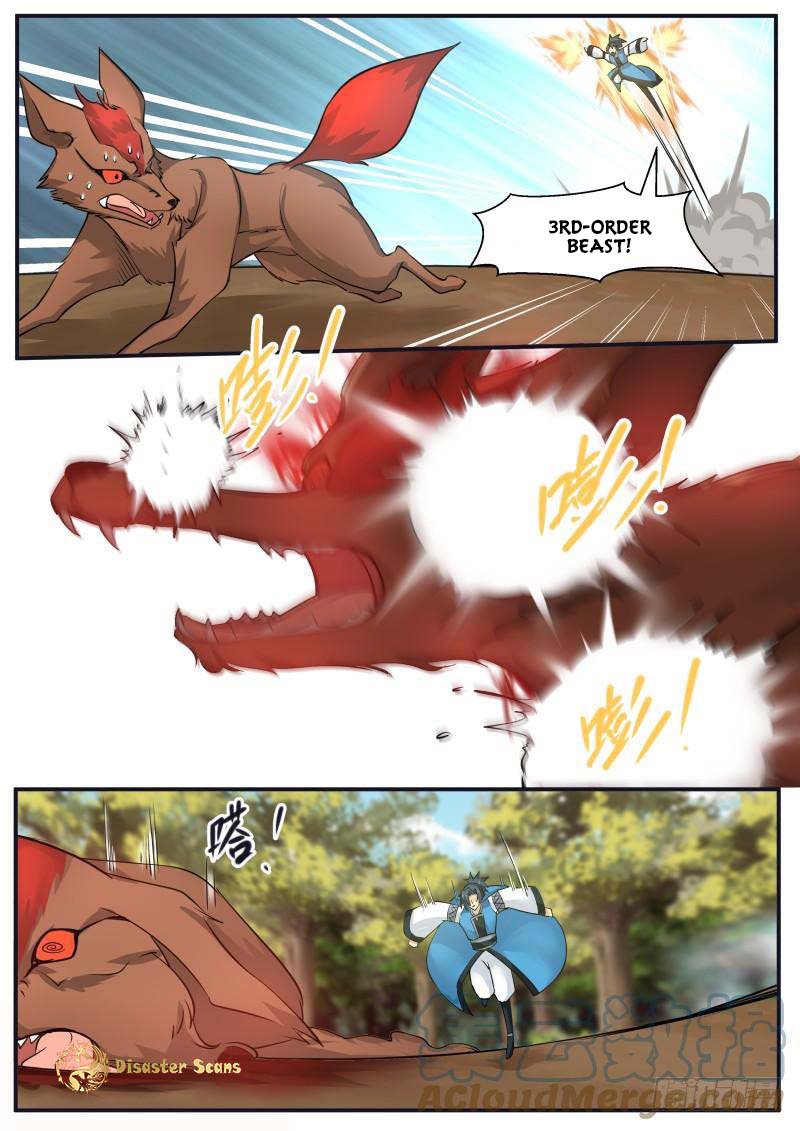 3RD-ORDER
BEAST!
嘭!
嘭!
嘭!
嗒!
Disaster Scans
集云数据
ACloudMerge.com